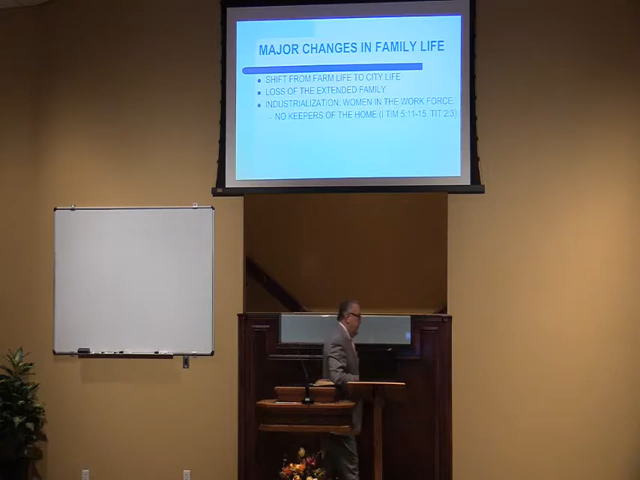 MAJOR CHANGES IN FAMILY LIFE
SHIFT FROM FARM LIFE TO CITY LIFE
LOSS OF THE EXTENDED FAMILY
INDUSTRIALIZATION, WOMEN IN THE WORK FORCE
– NO KEEPERS OF THE HOME (I TIM 5:11-15, TIT 2:3)